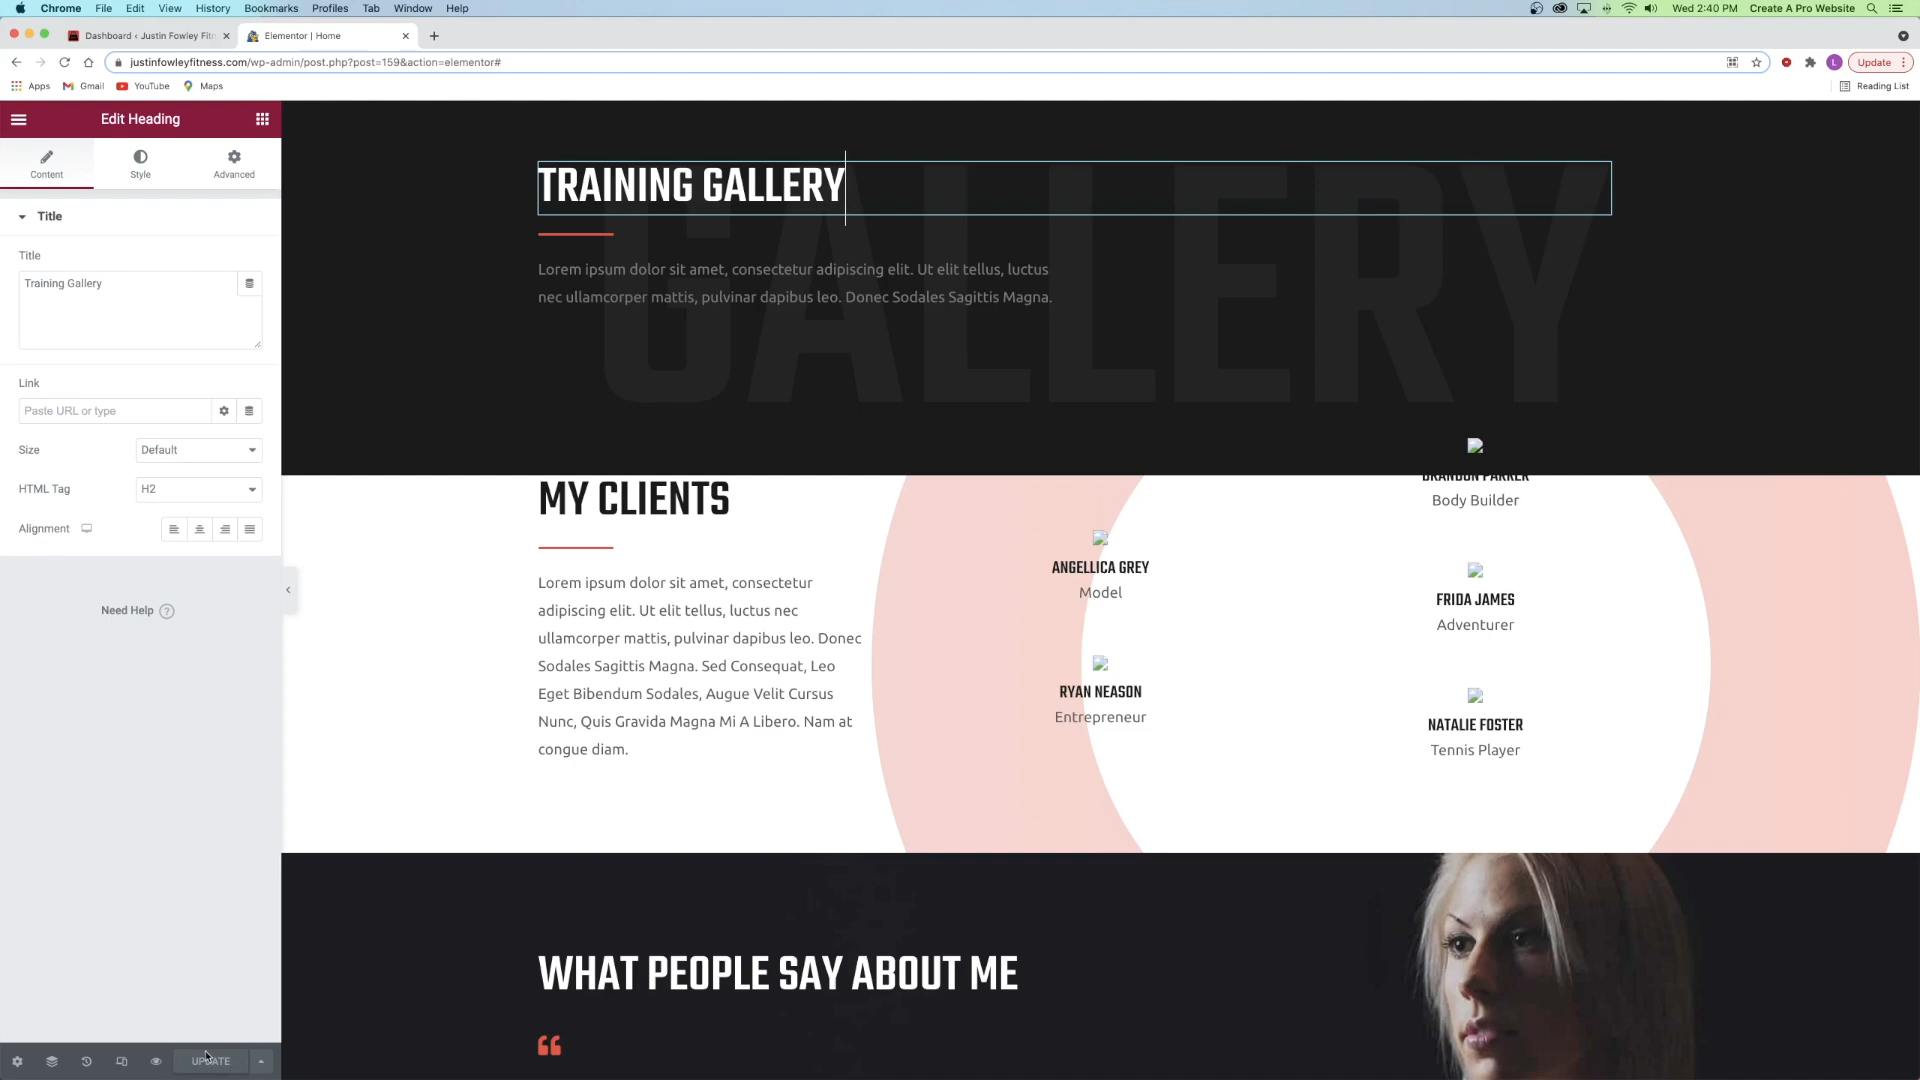 Chrome File Edit View History Bookmarks Profiles Tab Window Help
Wed 2:40 PM Create A Pro Website
Dashboard ‹ Justin Fowley Fit
Elementor | Home
justinfowleyfitness.com/wp-admin/post.php?post=159&action=elementor#
L
Update
Apps Gmail YouTube Maps
Reading List
Edit Heading
Content Style Advanced
Title
Title
Training Gallery
Link
Paste URL or type
Size Default
HTML Tag H2
Alignment
Need Help ?
UPDATE
GALLERY
TRAINING GALLERY
Lorem ipsum dolor sit amet, consectetur adipiscing elit. Ut elit tellus, luctus
nec ullamcorper mattis, pulvinar dapibus leo. Donec Sodales Sagittis Magna.
MY CLIENTS
Lorem ipsum dolor sit amet, consectetur
adipiscing elit. Ut elit tellus, luctus nec
ullamcorper mattis, pulvinar dapibus leo. Donec
Sodales Sagittis Magna. Sed Consequat, Leo
Eget Bibendum Sodales, Augue Velit Cursus
Nunc, Quis Gravida Magna Mi A Libero. Nam at
congue diam.
ANGELLICA GREY
Model
RYAN NEASON
Entrepreneur
BRANDON PARKER
Body Builder
FRIDA JAMES
Adventurer
NATALIE FOSTER
Tennis Player
WHAT PEOPLE SAY ABOUT ME